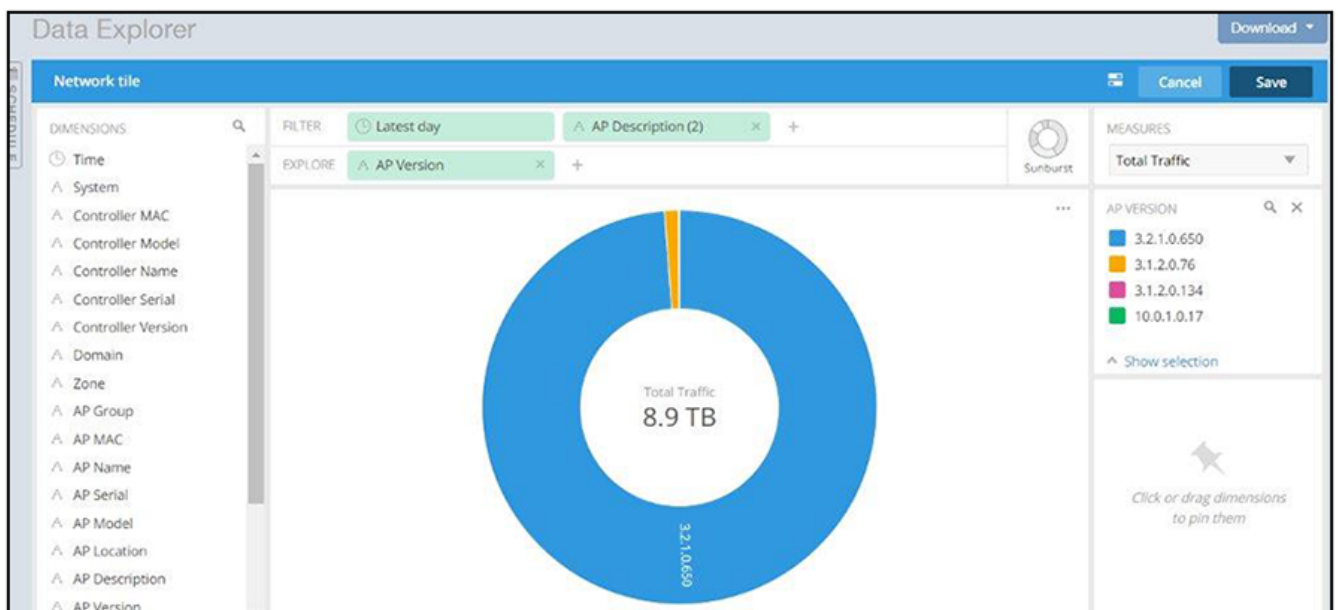 Data Explorer
Download
SCHEDULE
Network tile
Cancel
Save
DIMENSIONS
Time
System
Controller MAC
Controller Model
Controller Name
Controller Serial
Controller Version
Domain
Zone
AP Group
AP MAC
AP Name
AP Serial
AP Model
AP Location
AP Description
AP Version
FILTER
Latest day
AP Description (2)
EXPLORE
AP Version
Sunburst
Total Traffic
8.9 TB
3.2.1.0.650
MEASURES
Total Traffic
AP VERSION
3.2.1.0.650
3.1.2.0.76
3.1.2.0.134
10.0.1.0.17
Show selection
Click or drag dimensions
to pin them